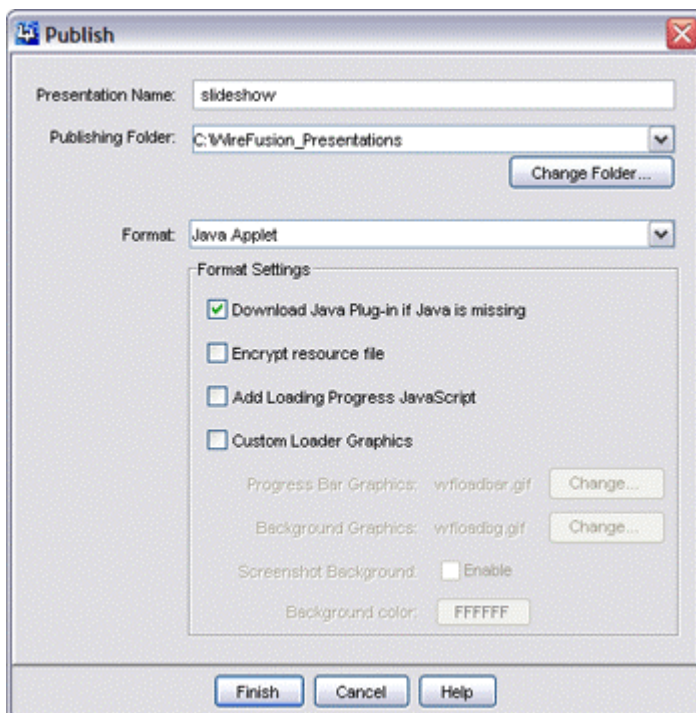 Publish
Presentation Name: slideshow
Publishing Folder: C:\WireFusion_Presentations
Change Folder...
Format: Java Applet
Format Settings
Download Java Plug-in if Java is missing
Encrypt resource file
Add Loading Progress JavaScript
Custom Loader Graphics
Progress Bar Graphics: wfloadbar.gif Change...
Background Graphics: wfloadbg.gif Change...
Screenshot Background: Enable
Background color: FFFFFF
Finish Cancel Help